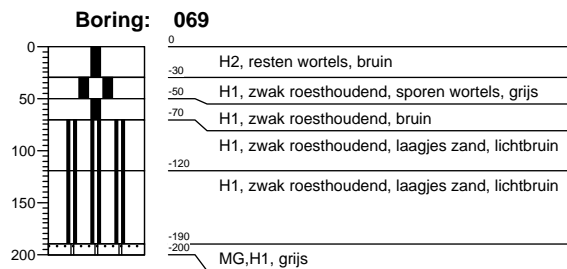 Boring: 069
0
0
H2, resten wortels, bruin
-30
H1, zwak roesthoudend, sporen wortels, grijs
50
-50
H1, zwak roesthoudend, bruin
-70
H1, zwak roesthoudend, laagjes zand, lichtbruin
100
-120
H1, zwak roesthoudend, laagjes zand, lichtbruin
150
-190
200
-200
MG,H1, grijs